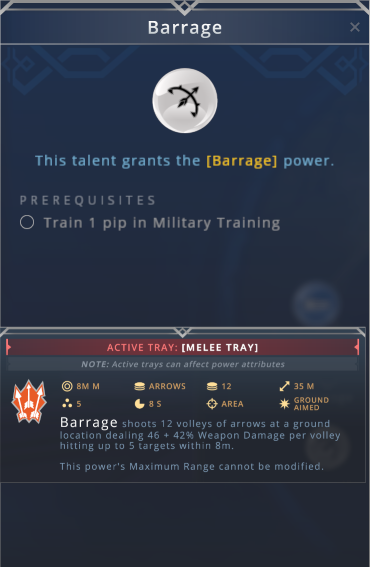 Barrage
This talent grants the [Barrage] power.
PREREQUISITES
Train 1 pip in Military Training
ACTIVE TRAY: [MELEE TRAY]
NOTE: Active trays can affect power attributes
8M M ARROWS 12 35 M
5 8 S AREA GROUND AIMED
Barrage shoots 12 volleys of arrows at a ground
location dealing 46 + 42% Weapon Damage per volley
hitting up to 5 targets within 8m.
This power's Maximum Range cannot be modified.